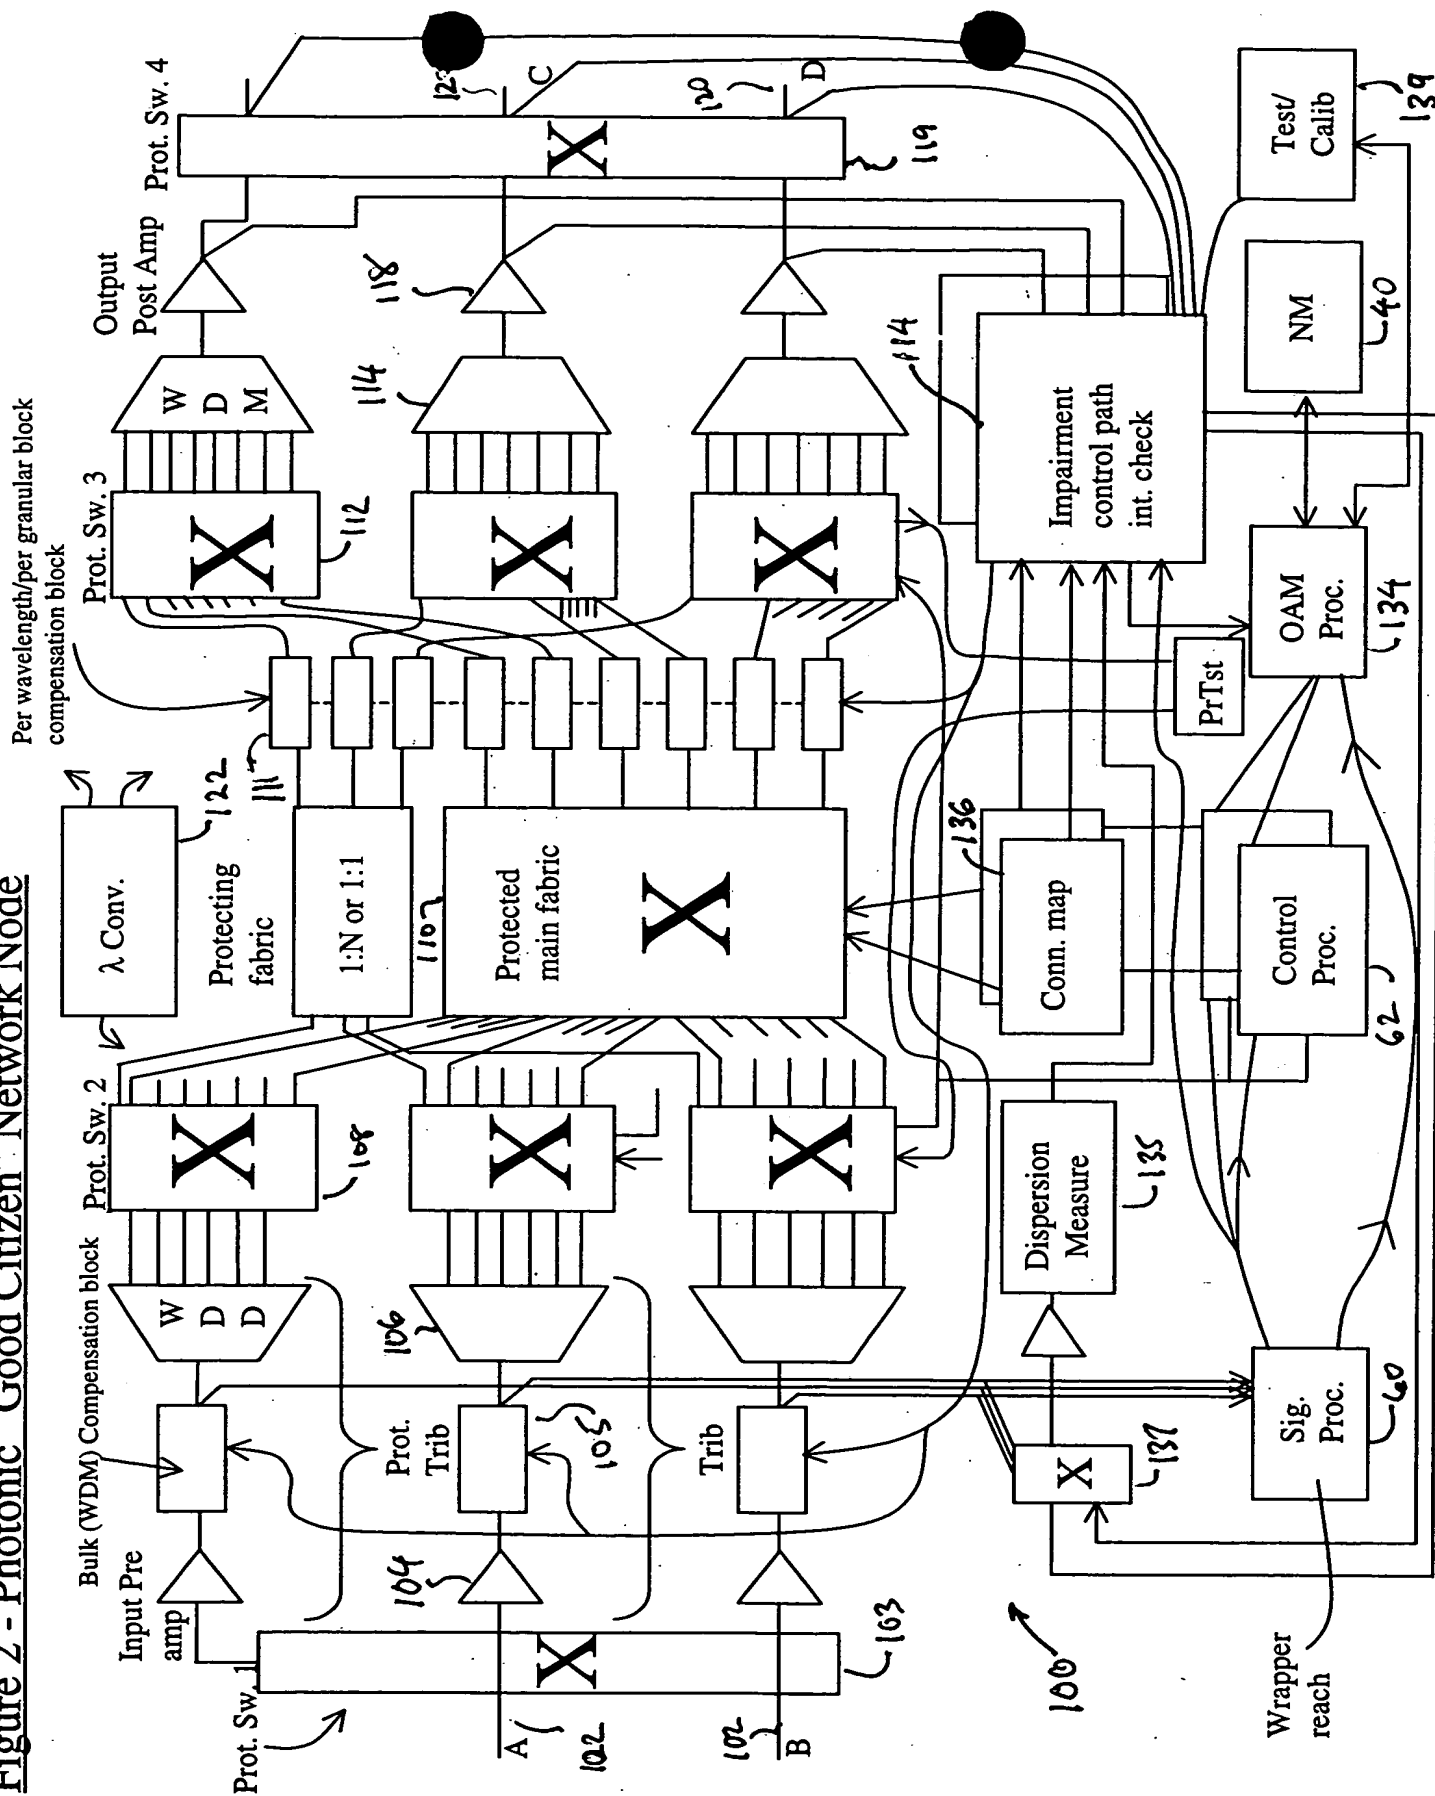 Figure 2 - Photonic "Good Citizen" Network Node
Per wavelength/per granular block
compensation block
Bulk (WDM) Compensation block
Input Pre
amp
Prot. Sw. 1
Prot. Sw. 2
Prot. Sw. 3
Prot. Sw. 4
Output
Post Amp
λ Conv.
122
Protecting
fabric
1:N or 1:1
110
Protected
main fabric
X
111
W
D
D
W
D
M
X
108
X
112
X
X
X
X
X
103
X
119
A
102
102
B
104
105
106
Prot.
Trib
Trib
114
118
C
120
D
100
Wrapper
reach
Sig.
Proc.
60
X
137
Dispersion
Measure
135
Conn. map
136
Control
Proc.
62
PrTst
OAM
Proc.
134
Impairment
control path
int. check
114
NM
40
Test/
Calib
139